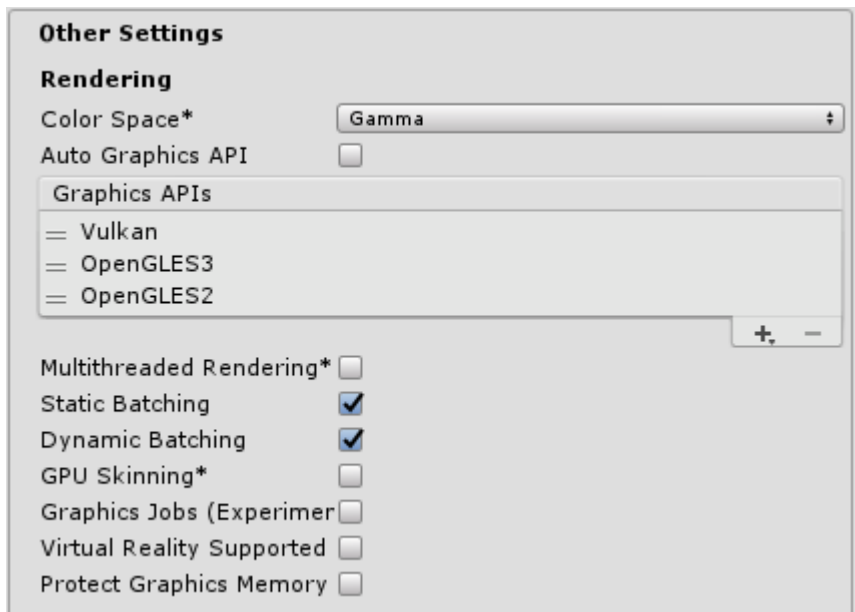 Other Settings
Rendering
Color Space* Gamma
Auto Graphics API
Graphics APIs
Vulkan
OpenGLES3
OpenGLES2
Multithreaded Rendering*
Static Batching
Dynamic Batching
GPU Skinning*
Graphics Jobs (Experimer
Virtual Reality Supported
Protect Graphics Memory